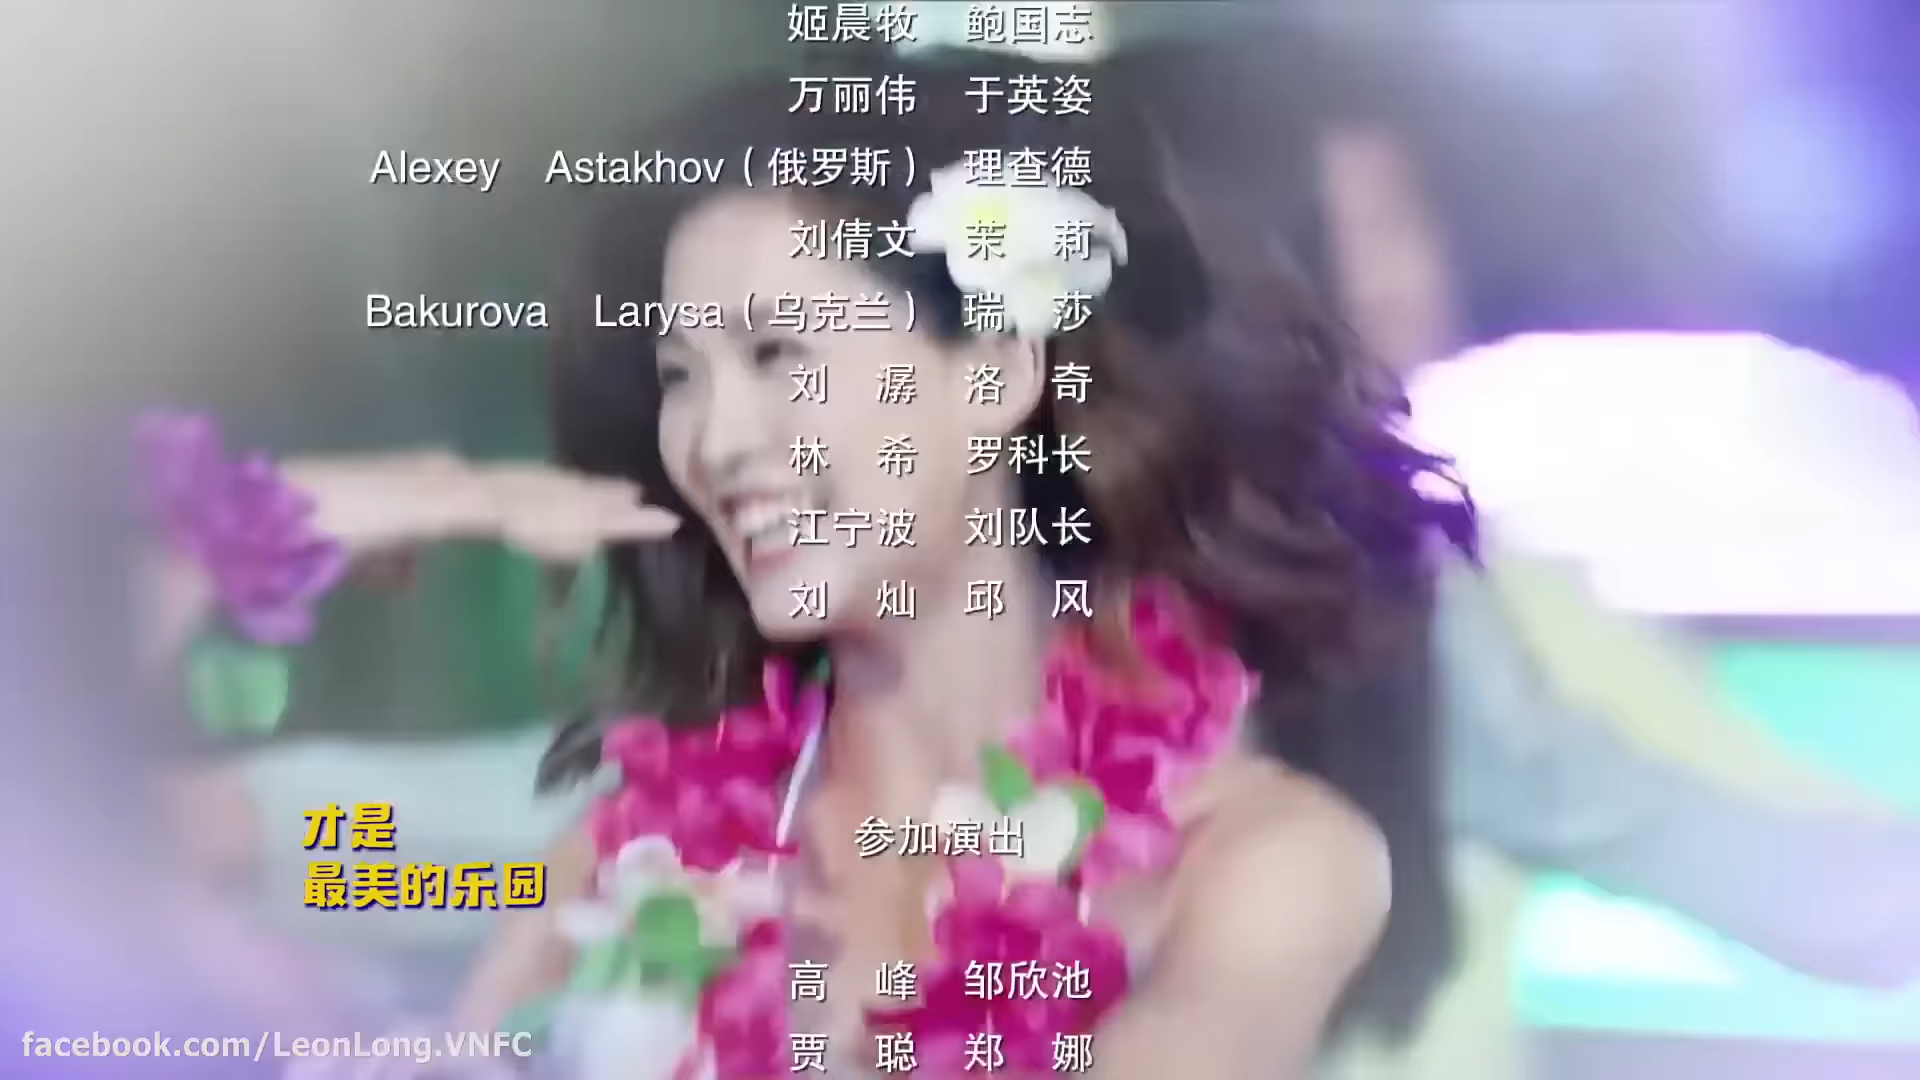 姬晨牧 鲍国志
万丽伟 于英姿
Alexey Astakhov（俄罗斯） 理查德
刘倩文 茉 莉
Bakurova Larysa（乌克兰） 瑞 莎
刘 潺 洛 奇
林 希 罗科长
江宁波 刘队长
刘 灿 邱 风
才是
最美的乐园
参加演出
高 峰 邹欣池
贾 聪 郑 娜
facebook.com/LeonLong.VNFC